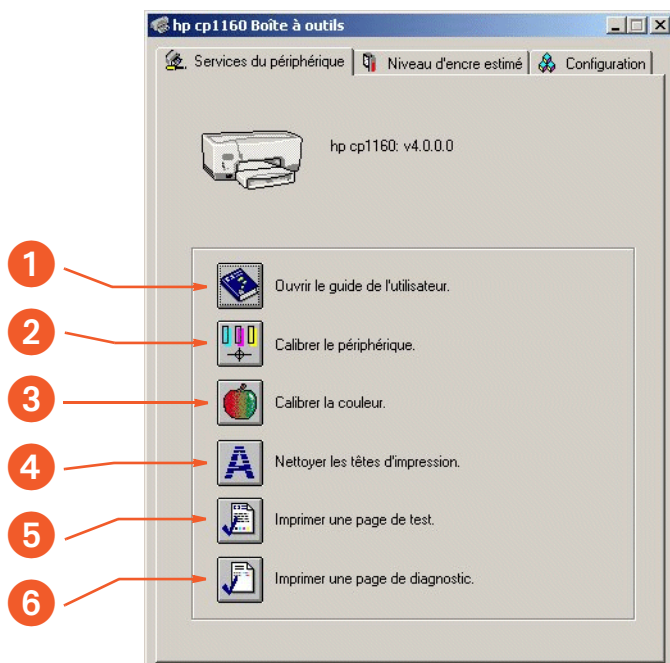 hp cp1160 Boîte à outils
Services du périphérique Niveau d'encre estimé Configuration
hp cp1160: v4.0.0.0
1 Ouvrir le guide de l'utilisateur.
2 Calibrer le périphérique.
3 Calibrer la couleur.
4 Nettoyer les têtes d'impression.
5 Imprimer une page de test.
6 Imprimer une page de diagnostic.